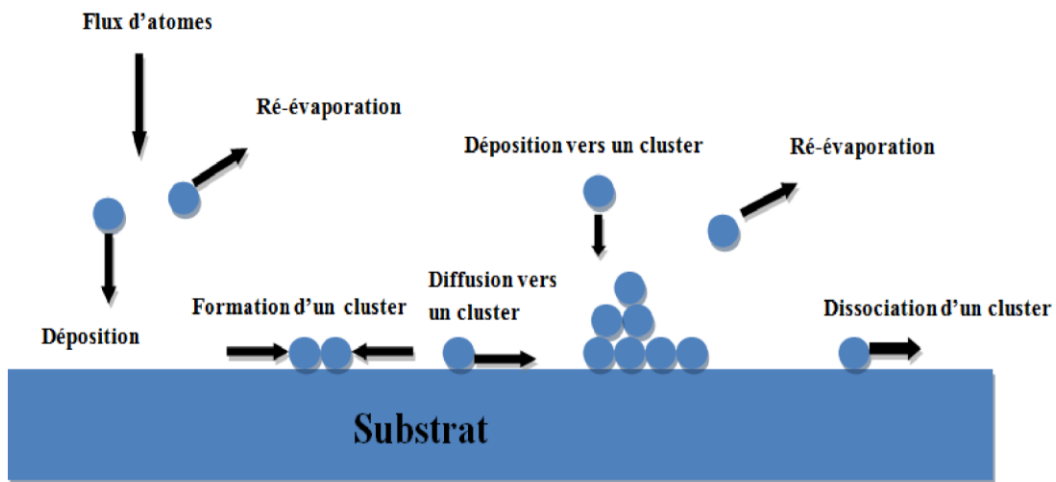 Flux d'atomes
Ré-évaporation
Déposition vers un cluster
Ré-évaporation
Diffusion vers
un cluster
Formation d'un cluster
Déposition
Dissociation d'un cluster
Substrat